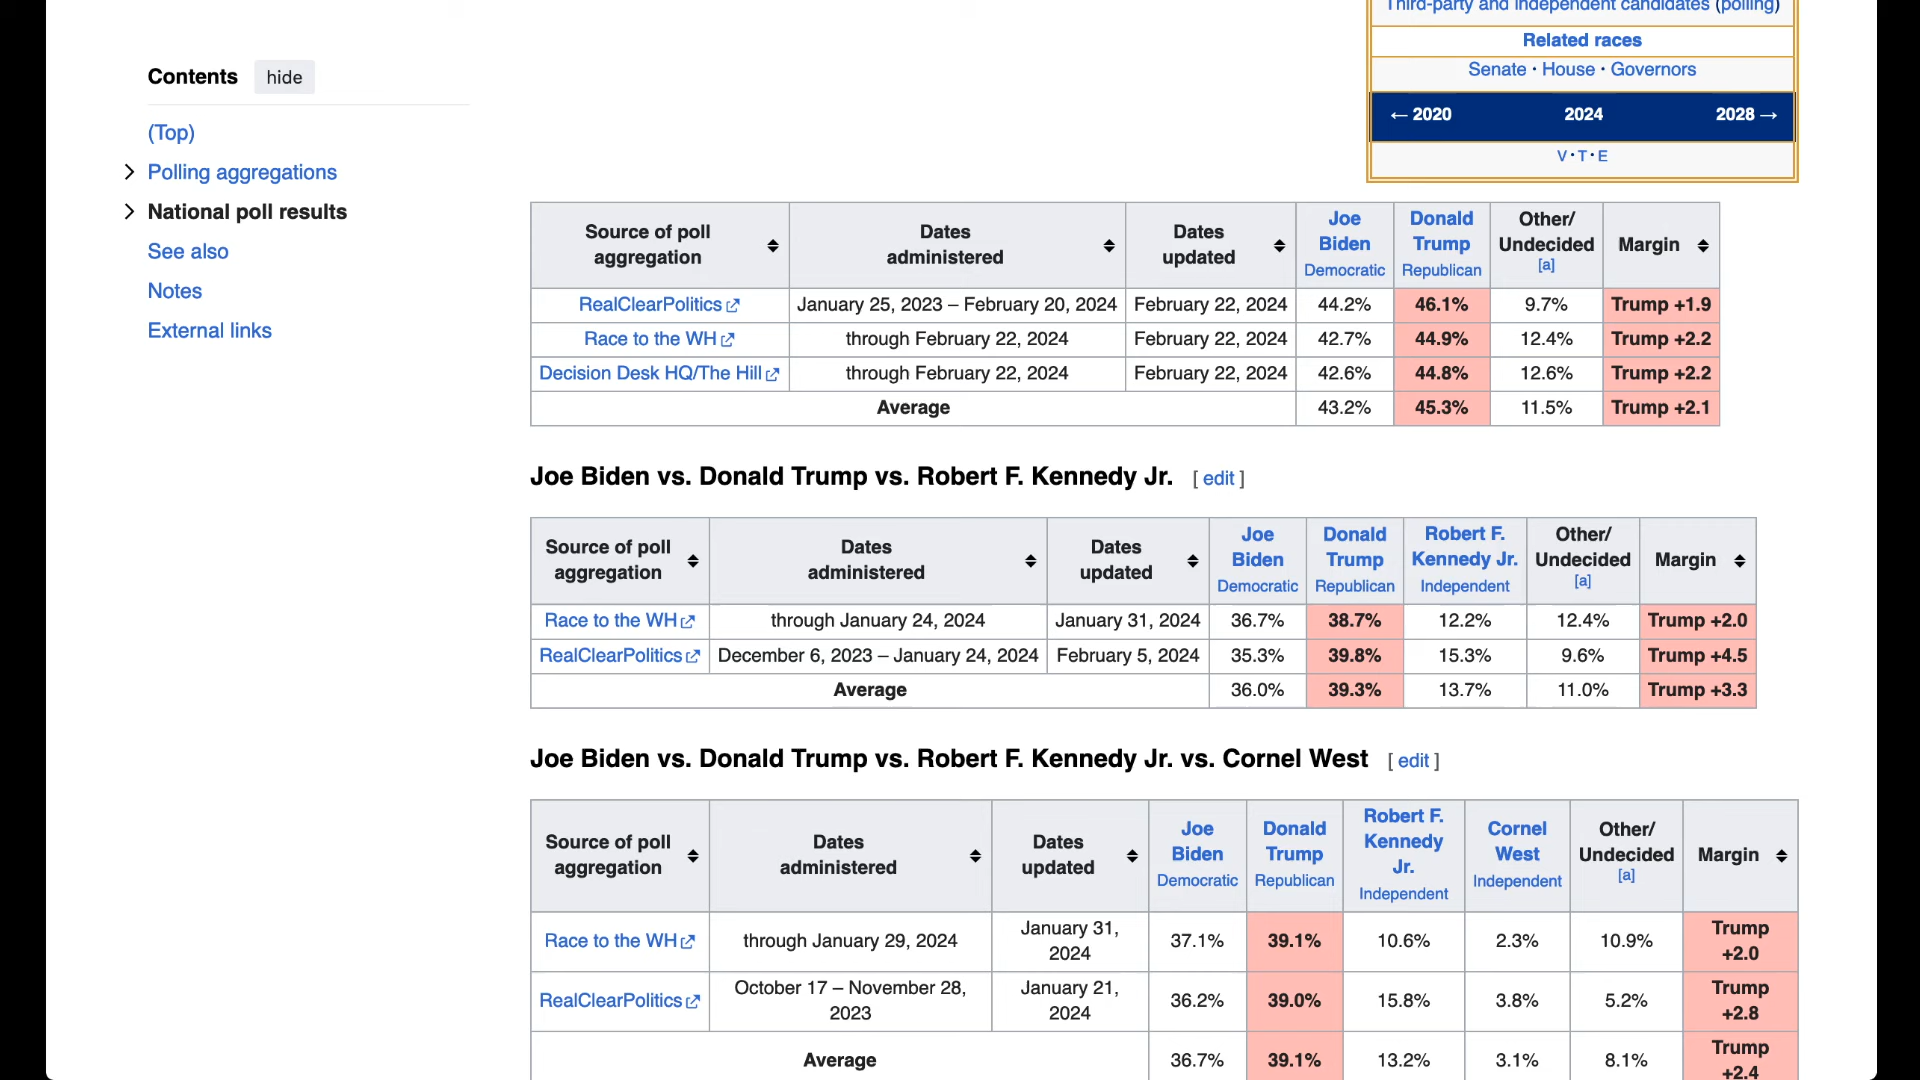 Third-party and independent candidates (polling)
Related races
Senate · House · Governors
← 2020 2024 2028 →
V · T · E
Contents hide
(Top)
Polling aggregations
National poll results
See also
Notes
External links
Source of poll aggregation Dates administered Dates updated Joe Biden Democratic Donald Trump Republican Other/ Undecided [a] Margin
RealClearPolitics January 25, 2023 – February 20, 2024 February 22, 2024 44.2% 46.1% 9.7% Trump +1.9
Race to the WH through February 22, 2024 February 22, 2024 42.7% 44.9% 12.4% Trump +2.2
Decision Desk HQ/The Hill through February 22, 2024 February 22, 2024 42.6% 44.8% 12.6% Trump +2.2
Average 43.2% 45.3% 11.5% Trump +2.1
Joe Biden vs. Donald Trump vs. Robert F. Kennedy Jr. [ edit ]
Source of poll aggregation Dates administered Dates updated Joe Biden Democratic Donald Trump Republican Robert F. Kennedy Jr. Independent Other/ Undecided [a] Margin
Race to the WH through January 24, 2024 January 31, 2024 36.7% 38.7% 12.2% 12.4% Trump +2.0
RealClearPolitics December 6, 2023 – January 24, 2024 February 5, 2024 35.3% 39.8% 15.3% 9.6% Trump +4.5
Average 36.0% 39.3% 13.7% 11.0% Trump +3.3
Joe Biden vs. Donald Trump vs. Robert F. Kennedy Jr. vs. Cornel West [ edit ]
Source of poll aggregation Dates administered Dates updated Joe Biden Democratic Donald Trump Republican Robert F. Kennedy Jr. Independent Cornel West Independent Other/ Undecided [a] Margin
Race to the WH through January 29, 2024 January 31, 2024 37.1% 39.1% 10.6% 2.3% 10.9% Trump +2.0
RealClearPolitics October 17 – November 28, 2023 January 21, 2024 36.2% 39.0% 15.8% 3.8% 5.2% Trump +2.8
Average 36.7% 39.1% 13.2% 3.1% 8.1% Trump +2.4